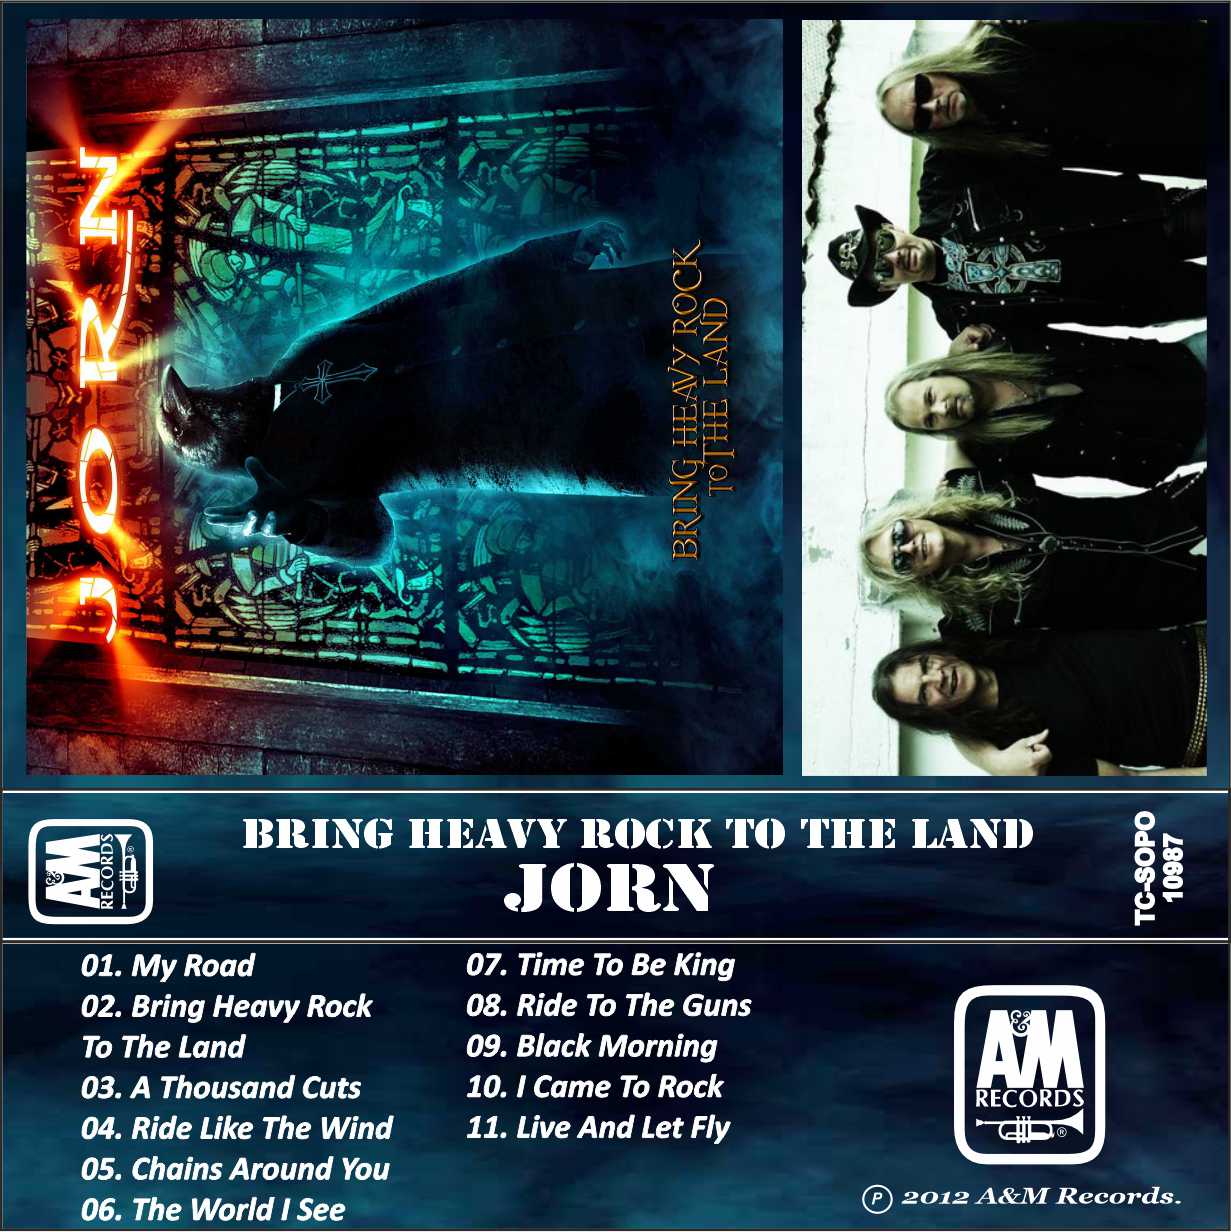 JORN
BRING HEAVY ROCK
TO THE LAND
A&M
RECORDS
®
BRING HEAVY ROCK TO THE LAND
JORN
TC-SOPO
10987
01. My Road
02. Bring Heavy Rock
To The Land
03. A Thousand Cuts
04. Ride Like The Wind
05. Chains Around You
06. The World I See
07. Time To Be King
08. Ride To The Guns
09. Black Morning
10. I Came To Rock
11. Live And Let Fly
A&M
RECORDS
®
℗ 2012 A&M Records.